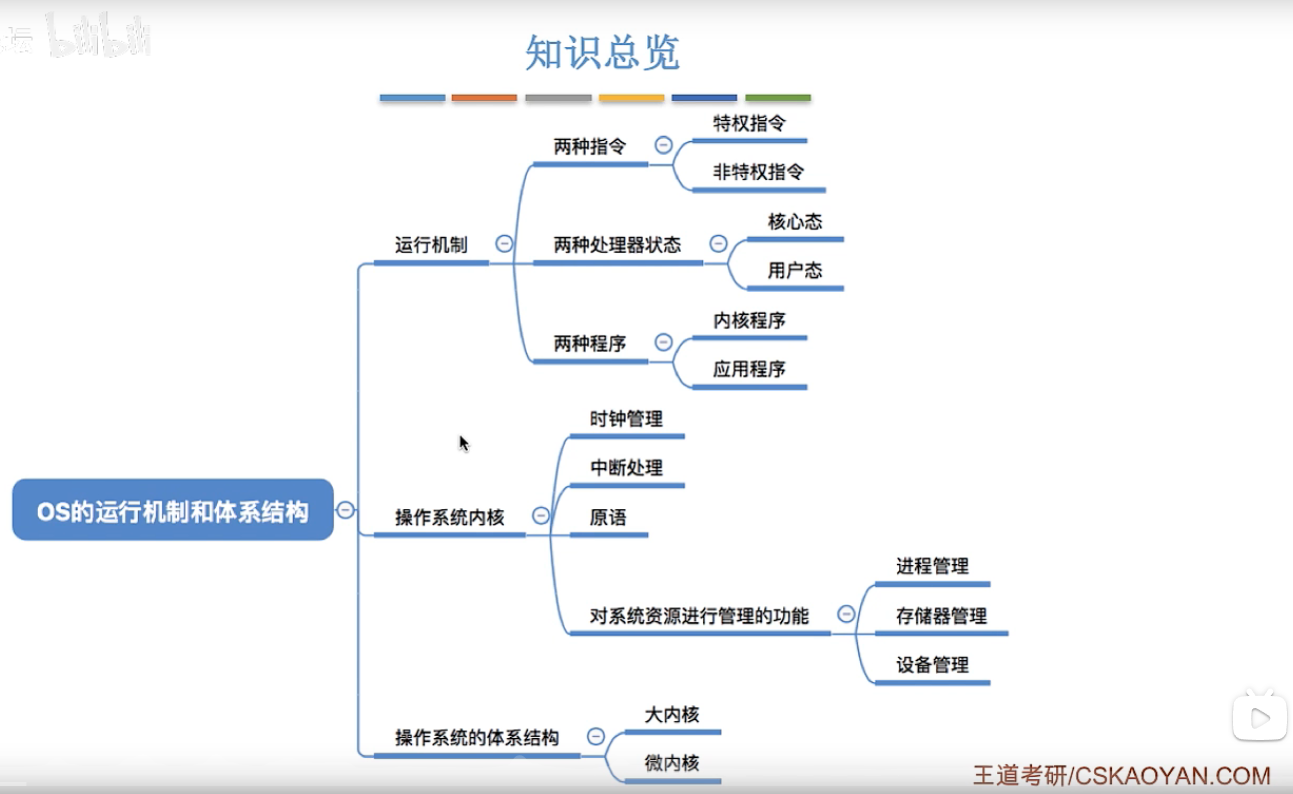 坛 bilibili
知识总览
特权指令
两种指令
非特权指令
核心态
运行机制
两种处理器状态
用户态
内核程序
两种程序
应用程序
时钟管理
中断处理
OS的运行机制和体系结构
操作系统内核
原语
进程管理
对系统资源进行管理的功能
存储器管理
设备管理
大内核
操作系统的体系结构
微内核
王道考研/CSKAOYAN.COM